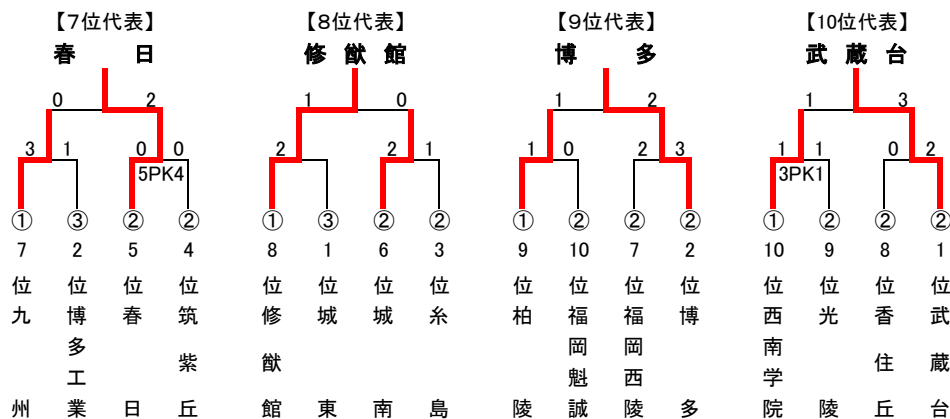 【7位代表】 【8位代表】 【9位代表】 【10位代表】
春日 修猷館 博多 武蔵台
0 2 1 0 1 2 1 3
3 1 0 0 2 2 1 1 0 2 3 1 1 0 2
5PK4 3PK1
① ③ ② ② ① ③ ② ② ① ② ② ② ① ② ② ②
7 2 5 4 8 1 6 3 9 10 7 2 10 9 8 1
位 位 位 位 位 位 位 位 位 位 位 位 位 位 位 位
九州 博多工業 春日 筑紫丘 修猷館 城東 城南 糸島 柏陵 福岡魁誠 福岡西陵 博多 西南学院 光陵 香住丘 武蔵台